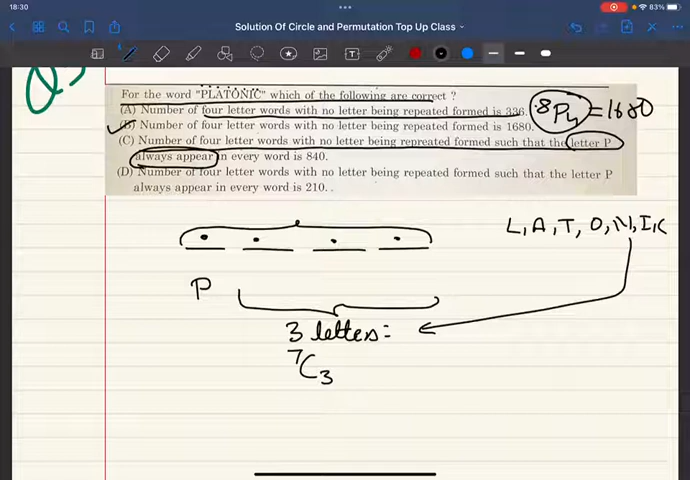 18:30
83%
Solution Of Circle and Permutation Top Up Class
Q5
For the word "PLATONIC" which of the following are correct ?
(A) Number of four letter words with no letter being repeated formed is 336.
8P4 = 1680
(B) Number of four letter words with no letter being repeated formed is 1680.
(C) Number of four letter words with no letter being repreated formed such that the letter P
always appear in every word is 840.
(D) Number of four letter words with no letter being repreated formed such that the letter P
always appear in every word is 210..
L, A, T, O, N, I, C
P
3 letters =
7C3